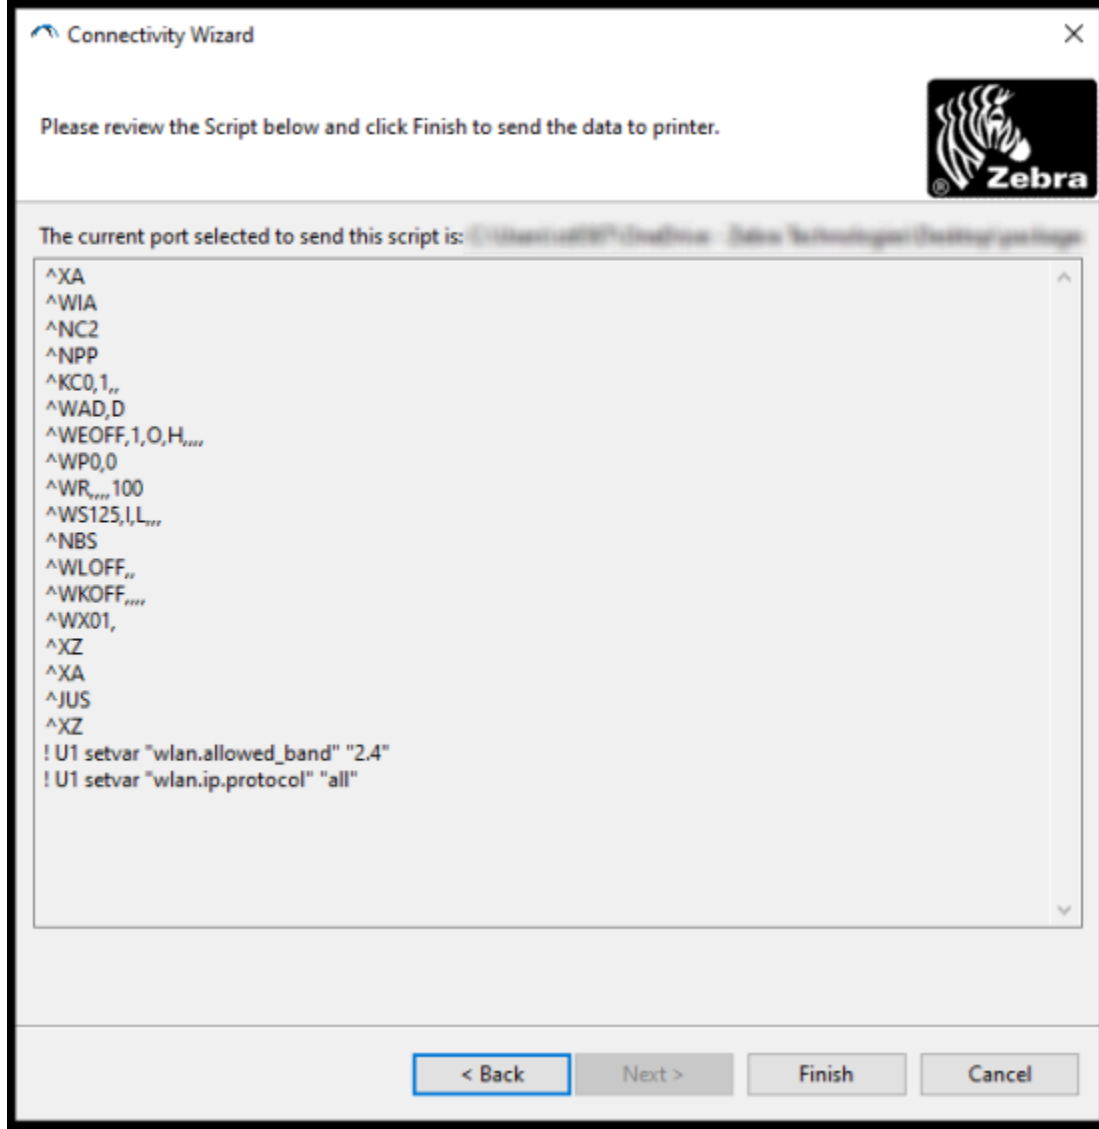 Connectivity Wizard
Please review the Script below and click Finish to send the data to printer.
® Zebra
The current port selected to send this script is:
^XA
^WIA
^NC2
^NPP
^KC0,1,,
^WAD,D
^WEOFF,1,O,H,,,,
^WP0,0
^WR,,,,100
^WS125,I,L,,,
^NBS
^WLOFF,,
^WKOFF,,,,
^WX01,
^XZ
^XA
^JUS
^XZ
! U1 setvar "wlan.allowed_band" "2.4"
! U1 setvar "wlan.ip.protocol" "all"
< Back Next > Finish Cancel